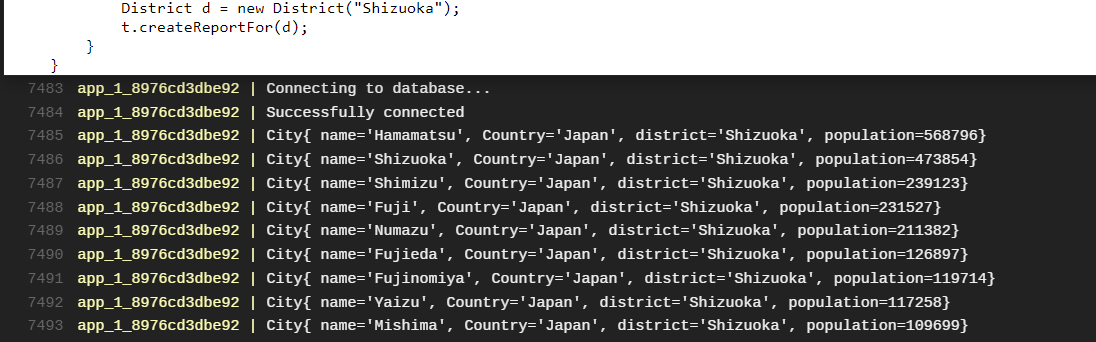 District d = new District("Shizuoka");
t.createReportFor(d);
}
}
7483 app_1_8976cd3dbe92 | Connecting to database...
7484 app_1_8976cd3dbe92 | Successfully connected
7485 app_1_8976cd3dbe92 | City{ name='Hamamatsu', Country='Japan', district='Shizuoka', population=568796}
7486 app_1_8976cd3dbe92 | City{ name='Shizuoka', Country='Japan', district='Shizuoka', population=473854}
7487 app_1_8976cd3dbe92 | City{ name='Shimizu', Country='Japan', district='Shizuoka', population=239123}
7488 app_1_8976cd3dbe92 | City{ name='Fuji', Country='Japan', district='Shizuoka', population=231527}
7489 app_1_8976cd3dbe92 | City{ name='Numazu', Country='Japan', district='Shizuoka', population=211382}
7490 app_1_8976cd3dbe92 | City{ name='Fujieda', Country='Japan', district='Shizuoka', population=126897}
7491 app_1_8976cd3dbe92 | City{ name='Fujinomiya', Country='Japan', district='Shizuoka', population=119714}
7492 app_1_8976cd3dbe92 | City{ name='Yaizu', Country='Japan', district='Shizuoka', population=117258}
7493 app_1_8976cd3dbe92 | City{ name='Mishima', Country='Japan', district='Shizuoka', population=109699}